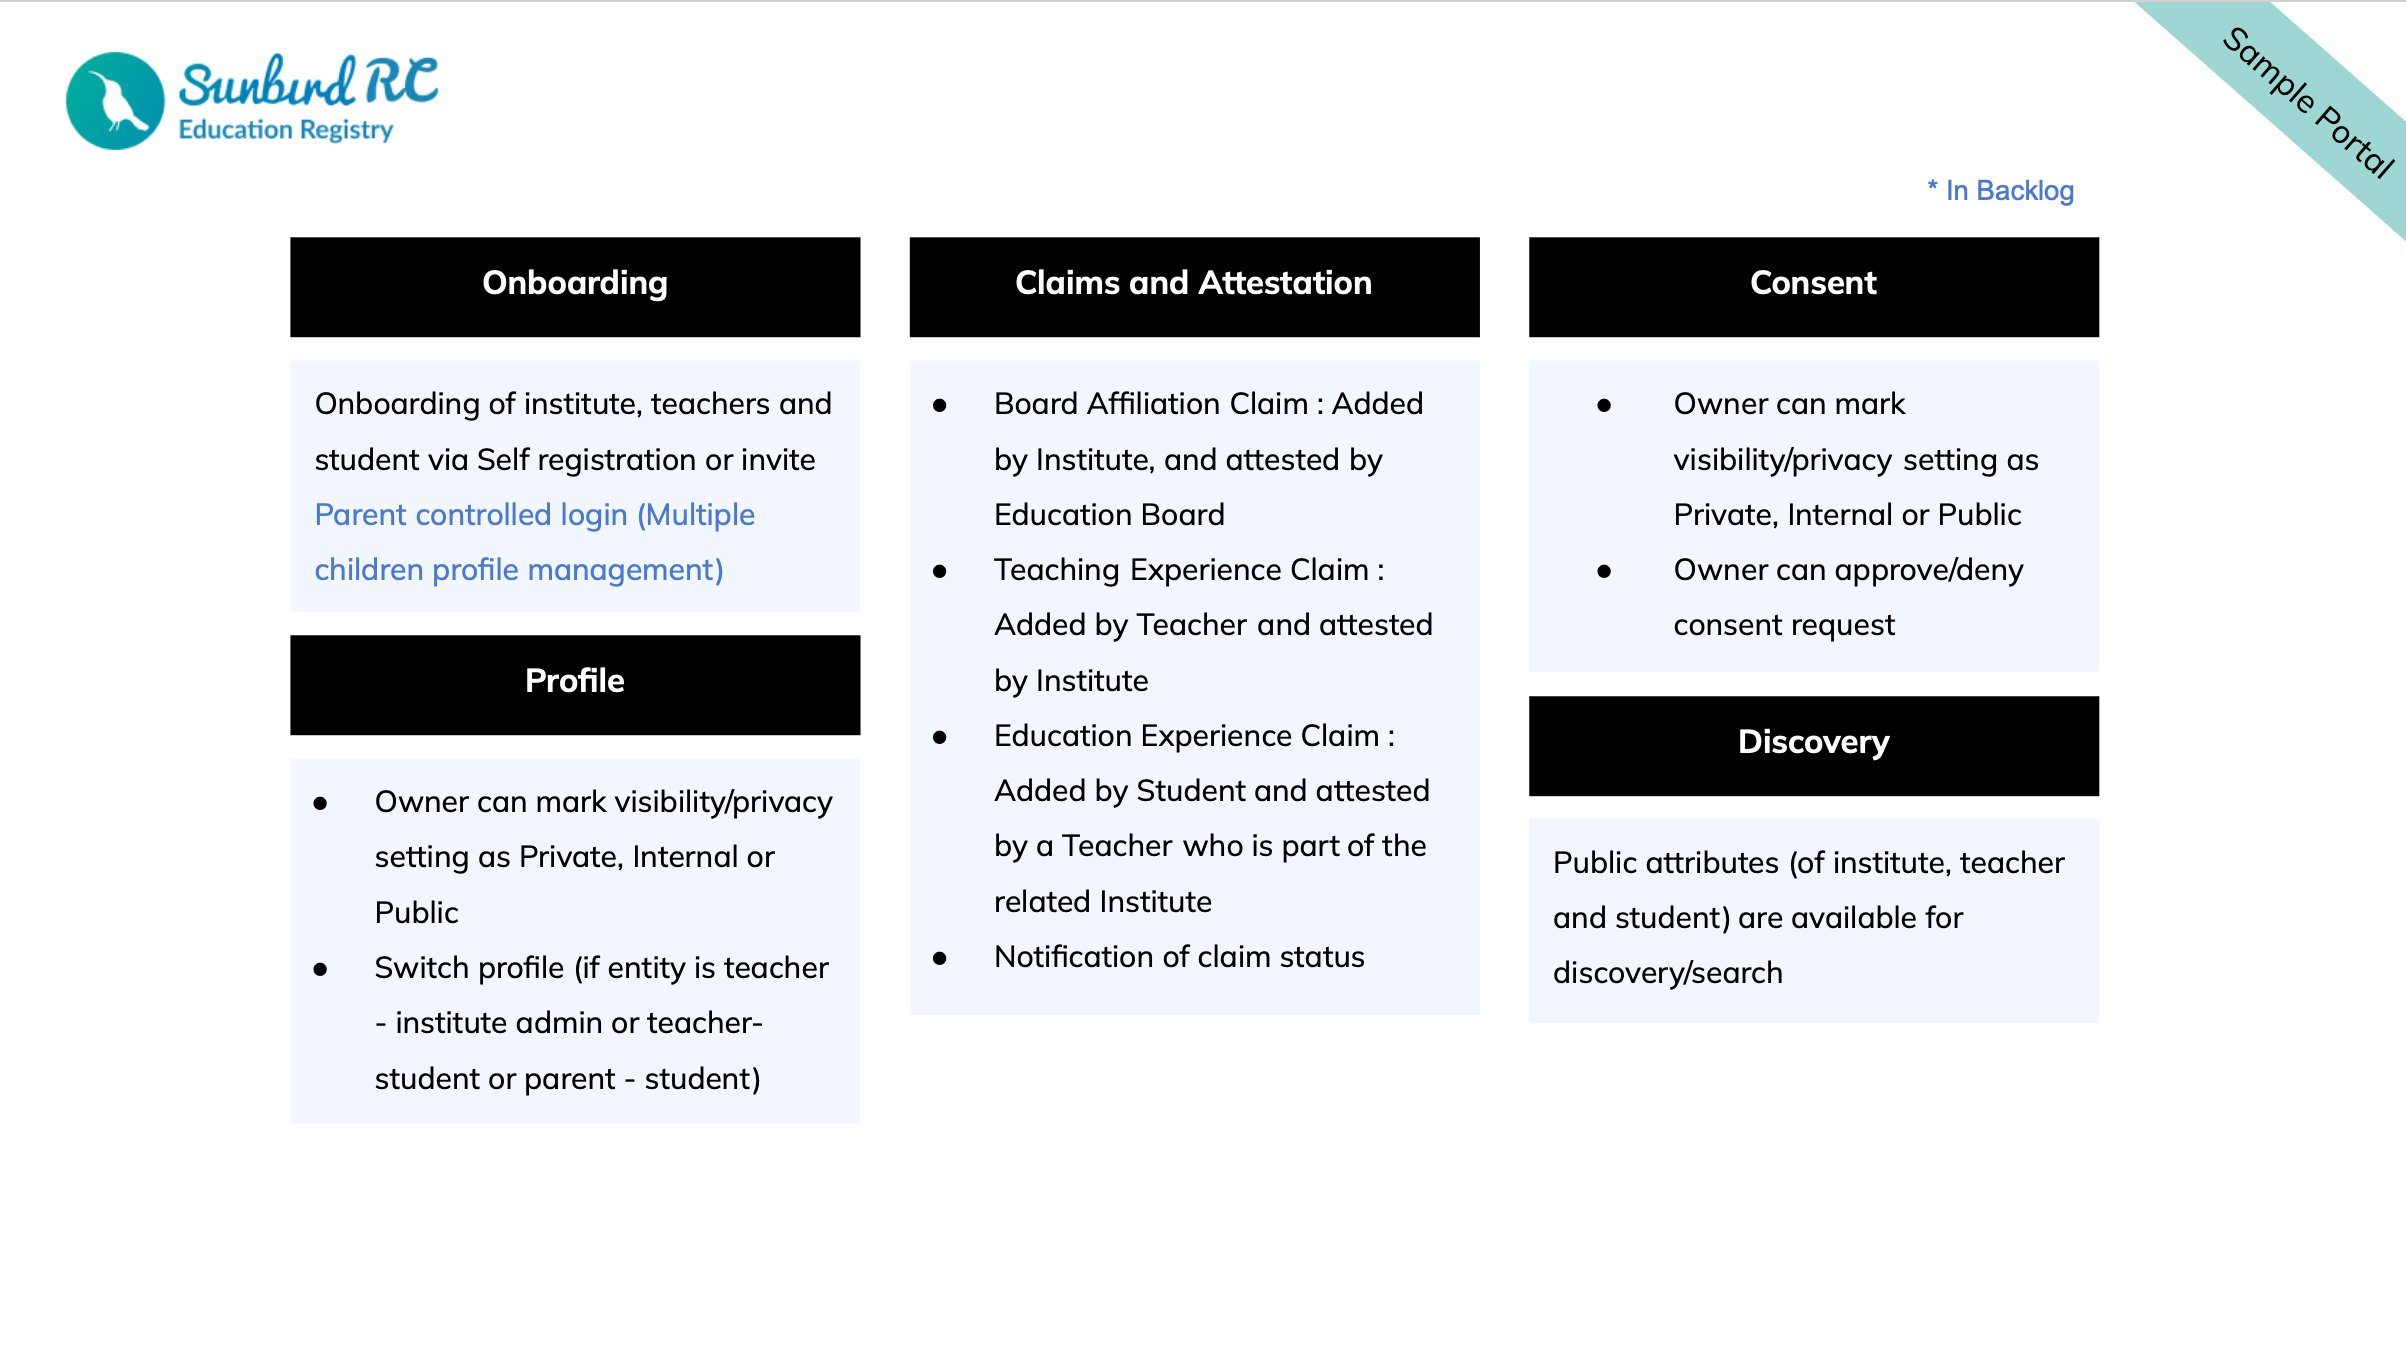 Sunbird RC
Education Registry
Sample Portal
* In Backlog
Onboarding
Onboarding of institute, teachers and
student via Self registration or invite
Parent controlled login (Multiple
children profile management)
Profile
● Owner can mark visibility/privacy
setting as Private, Internal or
Public
● Switch profile (if entity is teacher
- institute admin or teacher-
student or parent - student)
Claims and Attestation
● Board Affiliation Claim : Added
by Institute, and attested by
Education Board
● Teaching Experience Claim :
Added by Teacher and attested
by Institute
● Education Experience Claim :
Added by Student and attested
by a Teacher who is part of the
related Institute
● Notification of claim status
Consent
● Owner can mark
visibility/privacy setting as
Private, Internal or Public
● Owner can approve/deny
consent request
Discovery
Public attributes (of institute, teacher
and student) are available for
discovery/search